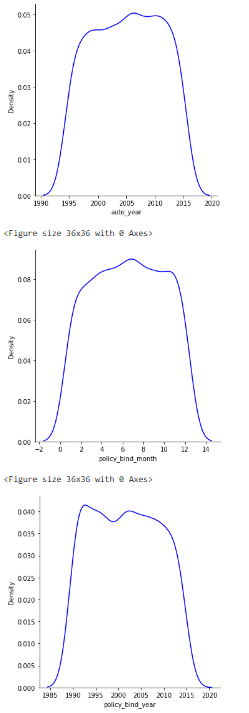 0.05
0.04
0.03
0.02
0.01
0.00
Density
1990 1995 2000 2005 2010 2015 2020
auto_year
<Figure size 36x36 with 0 Axes>
0.08
0.06
0.04
0.02
0.00
Density
−2 0 2 4 6 8 10 12 14
policy_bind_month
<Figure size 36x36 with 0 Axes>
0.040
0.035
0.030
0.025
0.020
0.015
0.010
0.005
0.000
Density
1985 1990 1995 2000 2005 2010 2015 2020
policy_bind_year